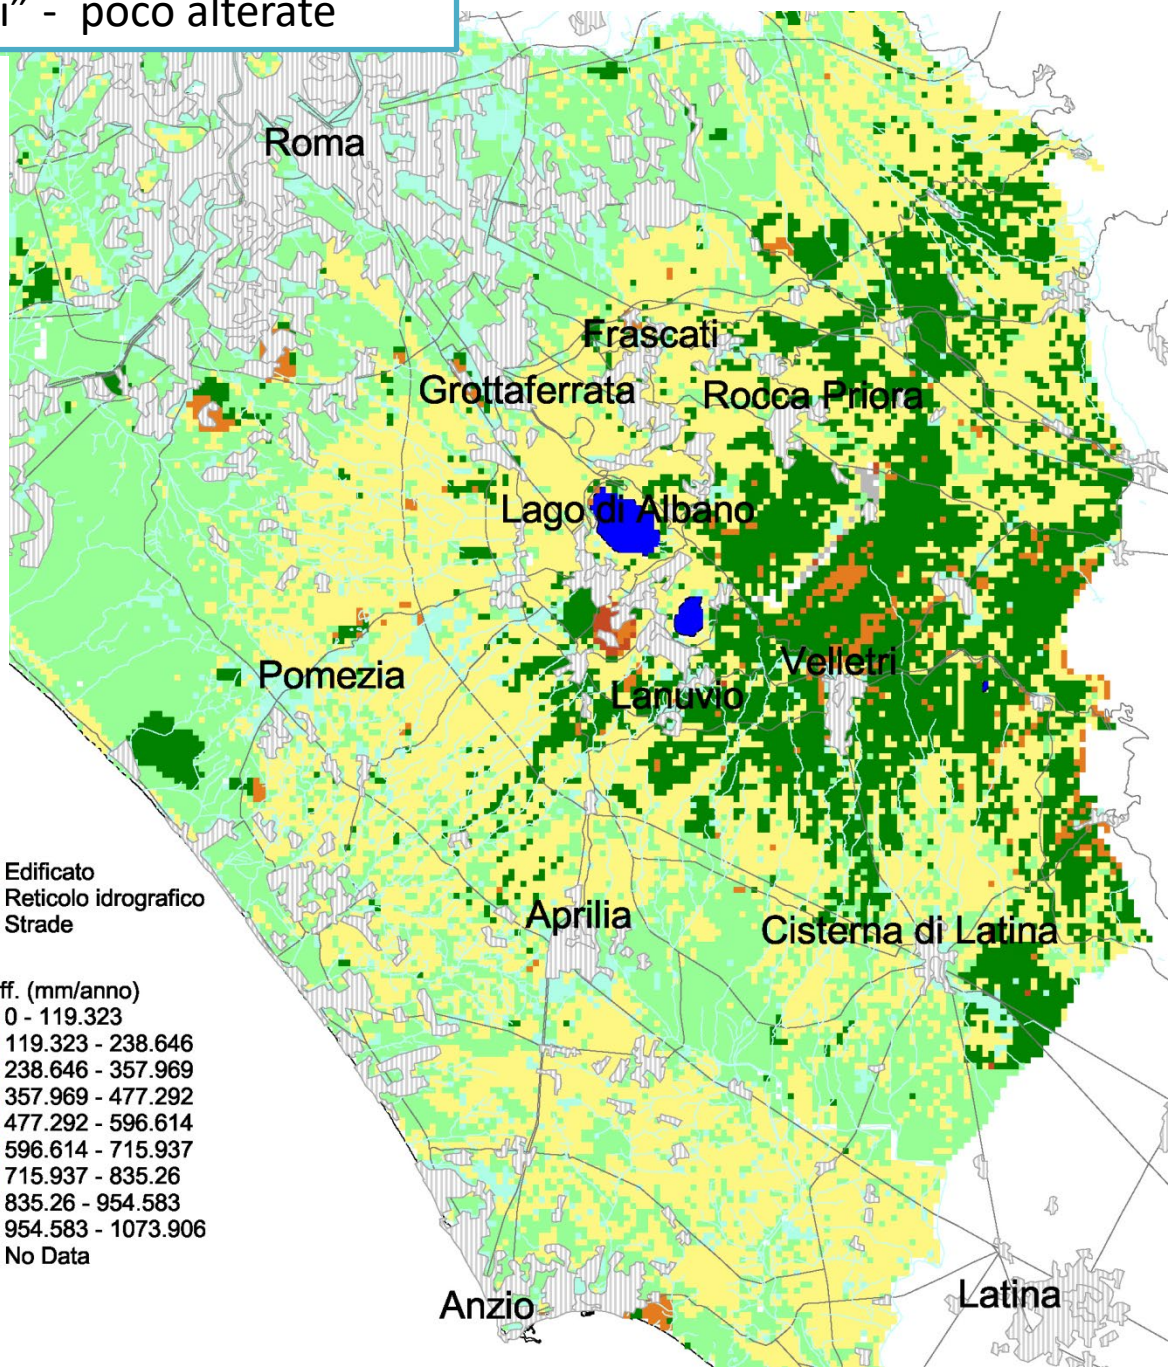 i” - poco alterate
Roma
Frascati
Grottaferrata
Rocca Priora
Lago di Albano
Pomezia
Velletri
Lanuvio
Aprilia
Cisterna di Latina
Anzio
Latina
Edificato
Reticolo idrografico
Strade
ff. (mm/anno)
0 - 119.323
119.323 - 238.646
238.646 - 357.969
357.969 - 477.292
477.292 - 596.614
596.614 - 715.937
715.937 - 835.26
835.26 - 954.583
954.583 - 1073.906
No Data